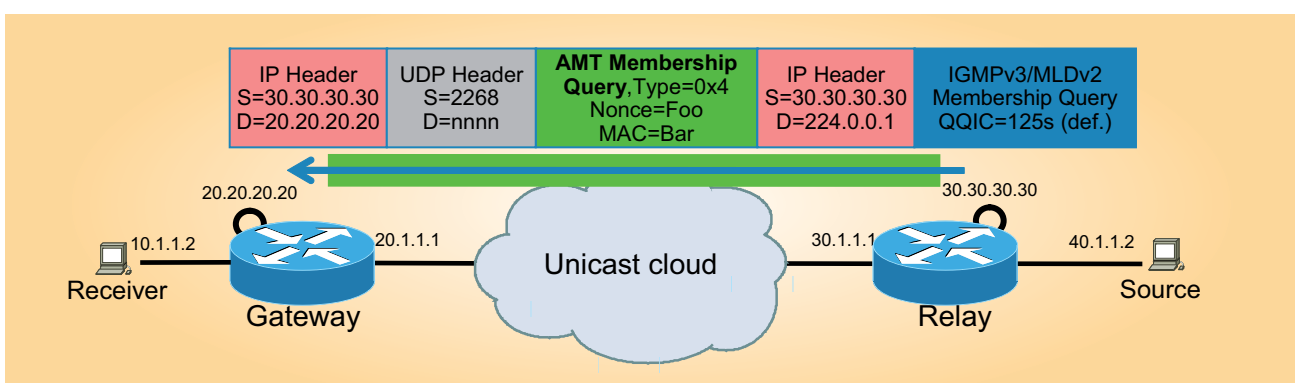 IP Header
S=30.30.30.30
D=20.20.20.20
UDP Header
S=2268
D=nnnn
AMT Membership
Query,Type=0x4
Nonce=Foo
MAC=Bar
IP Header
S=30.30.30.30
D=224.0.0.1
IGMPv3/MLDv2
Membership Query
QQIC=125s (def.)
20.20.20.20
30.30.30.30
10.1.1.2
20.1.1.1
30.1.1.1
40.1.1.2
Unicast cloud
Receiver
Gateway
Relay
Source